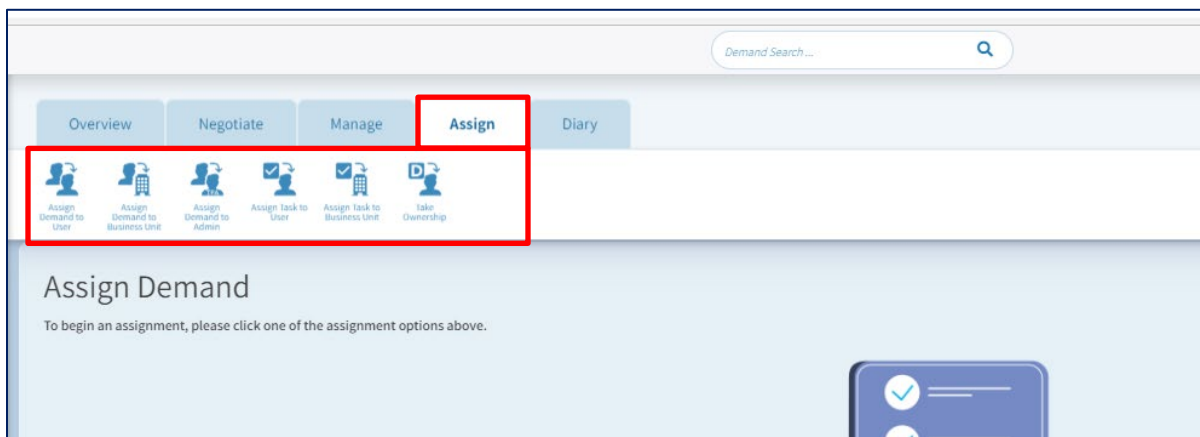 Demand Search ...
Overview Negotiate Manage Assign Diary
Assign Demand to User
Assign Demand to Business Unit
Assign Demand to Admin
Assign Task to User
Assign Task to Business Unit
D
Take Ownership
Assign Demand
To begin an assignment, please click one of the assignment options above.